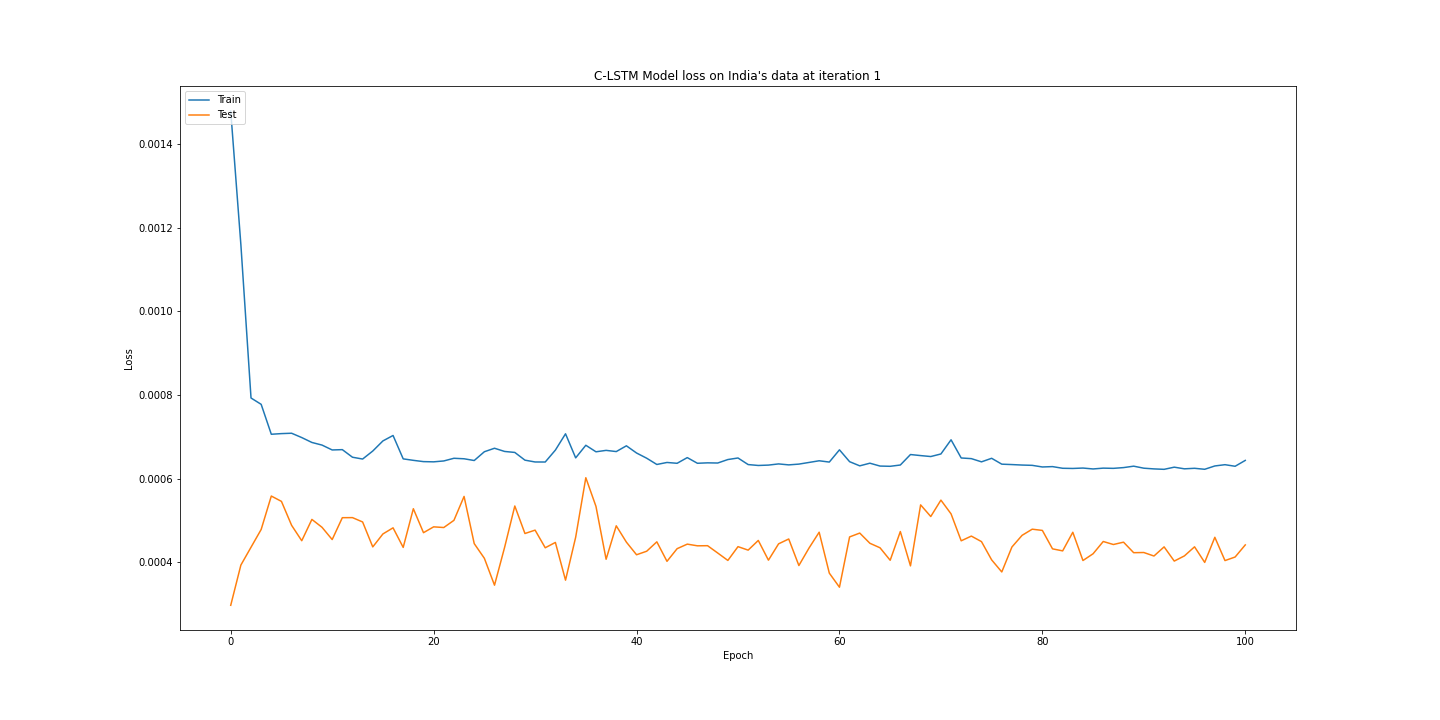 C-LSTM Model loss on India's data at iteration 1
Train
Test
0.0014
0.0012
0.0010
0.0008
0.0006
0.0004
Loss
0 20 40 60 80 100
Epoch